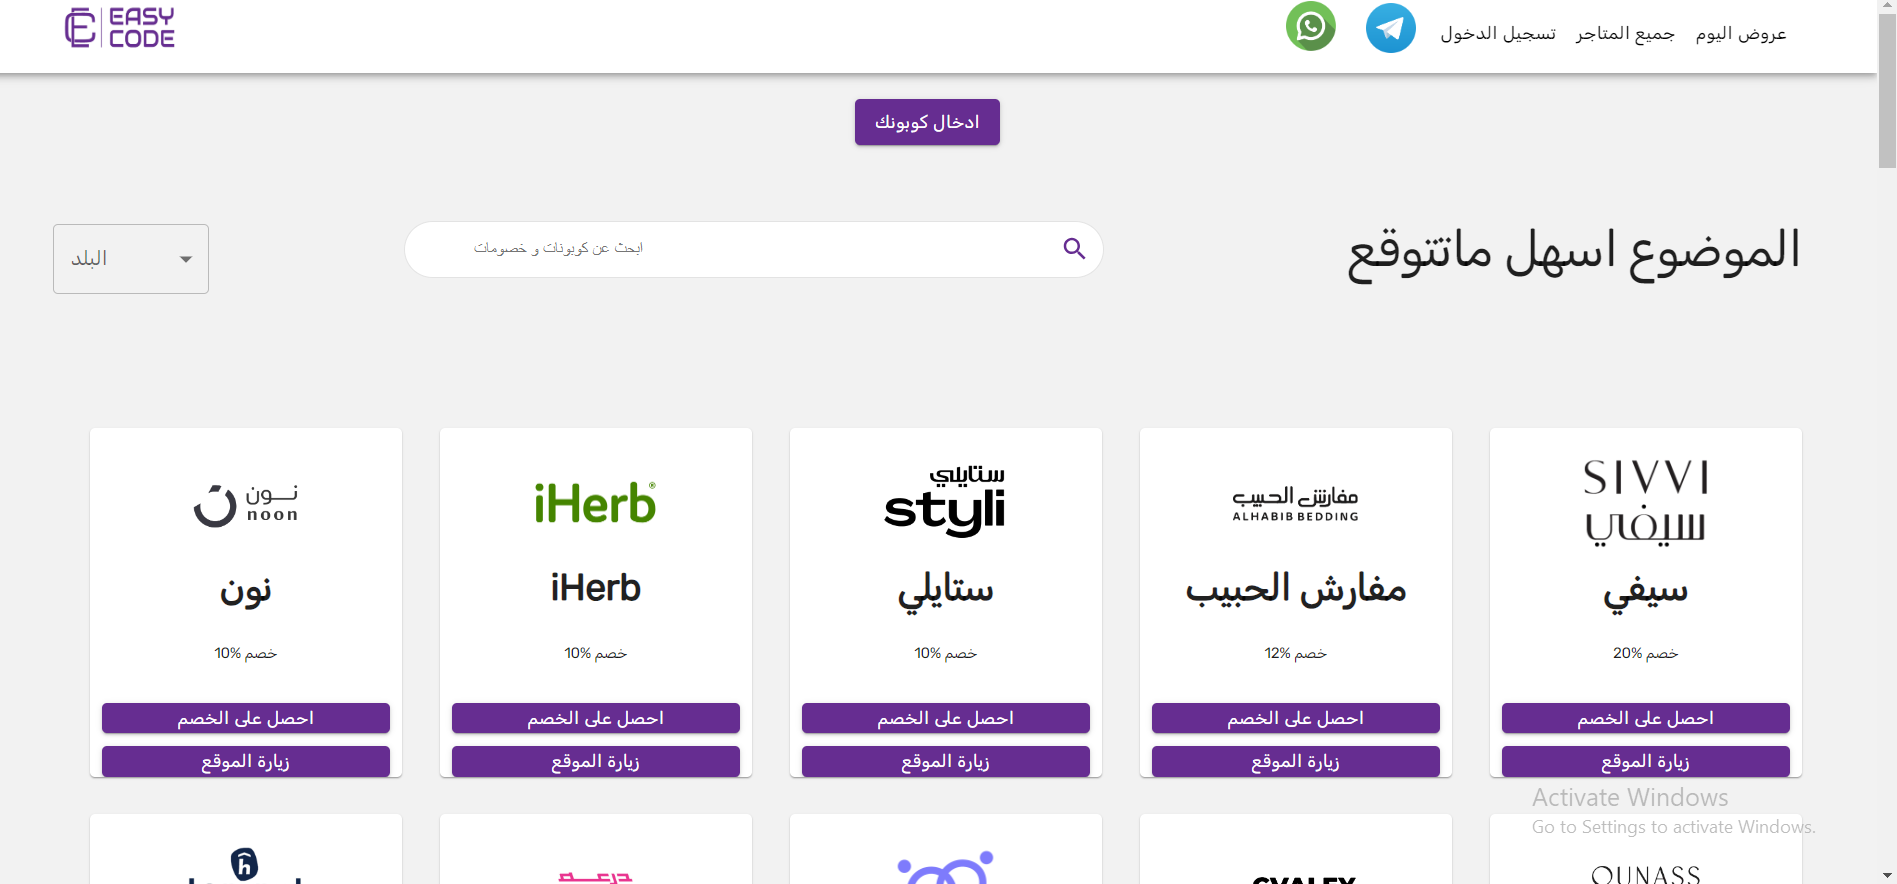 EASY
CODE
عروض اليوم
جميع المتاجر
تسجيل الدخول
ادخال كوبونك
الموضوع اسهل ماتتوقع
ابحث عن كوبونات و خصومات
البلد
SIVVI
سيفي
سيفي
خصم 20%
احصل على الخصم
زيارة الموقع
مفارش الحبيب
ALHABIB BEDDING
مفارش الحبيب
خصم 12%
احصل على الخصم
زيارة الموقع
ستايلي
styli
ستايلي
خصم 10%
احصل على الخصم
زيارة الموقع
iHerb®
iHerb
خصم 10%
احصل على الخصم
زيارة الموقع
نون
noon
نون
خصم 10%
احصل على الخصم
زيارة الموقع
Activate Windows
Go to Settings to activate Windows.
OUNASS